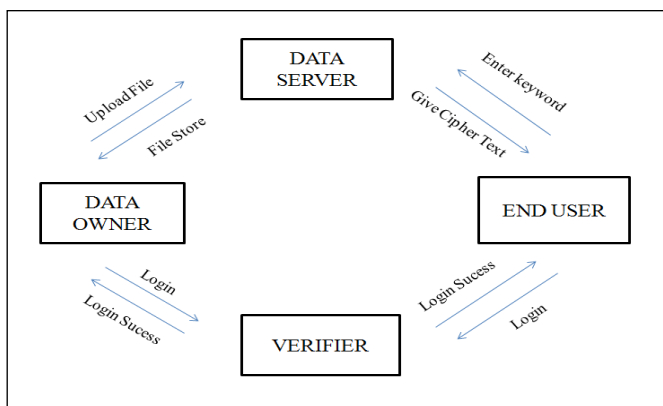 DATA
SERVER
Upload File
File Store
Enter keyword
Give Cipher Text
DATA
OWNER
END USER
Login
Login Sucess
Login Sucess
Login
VERIFIER